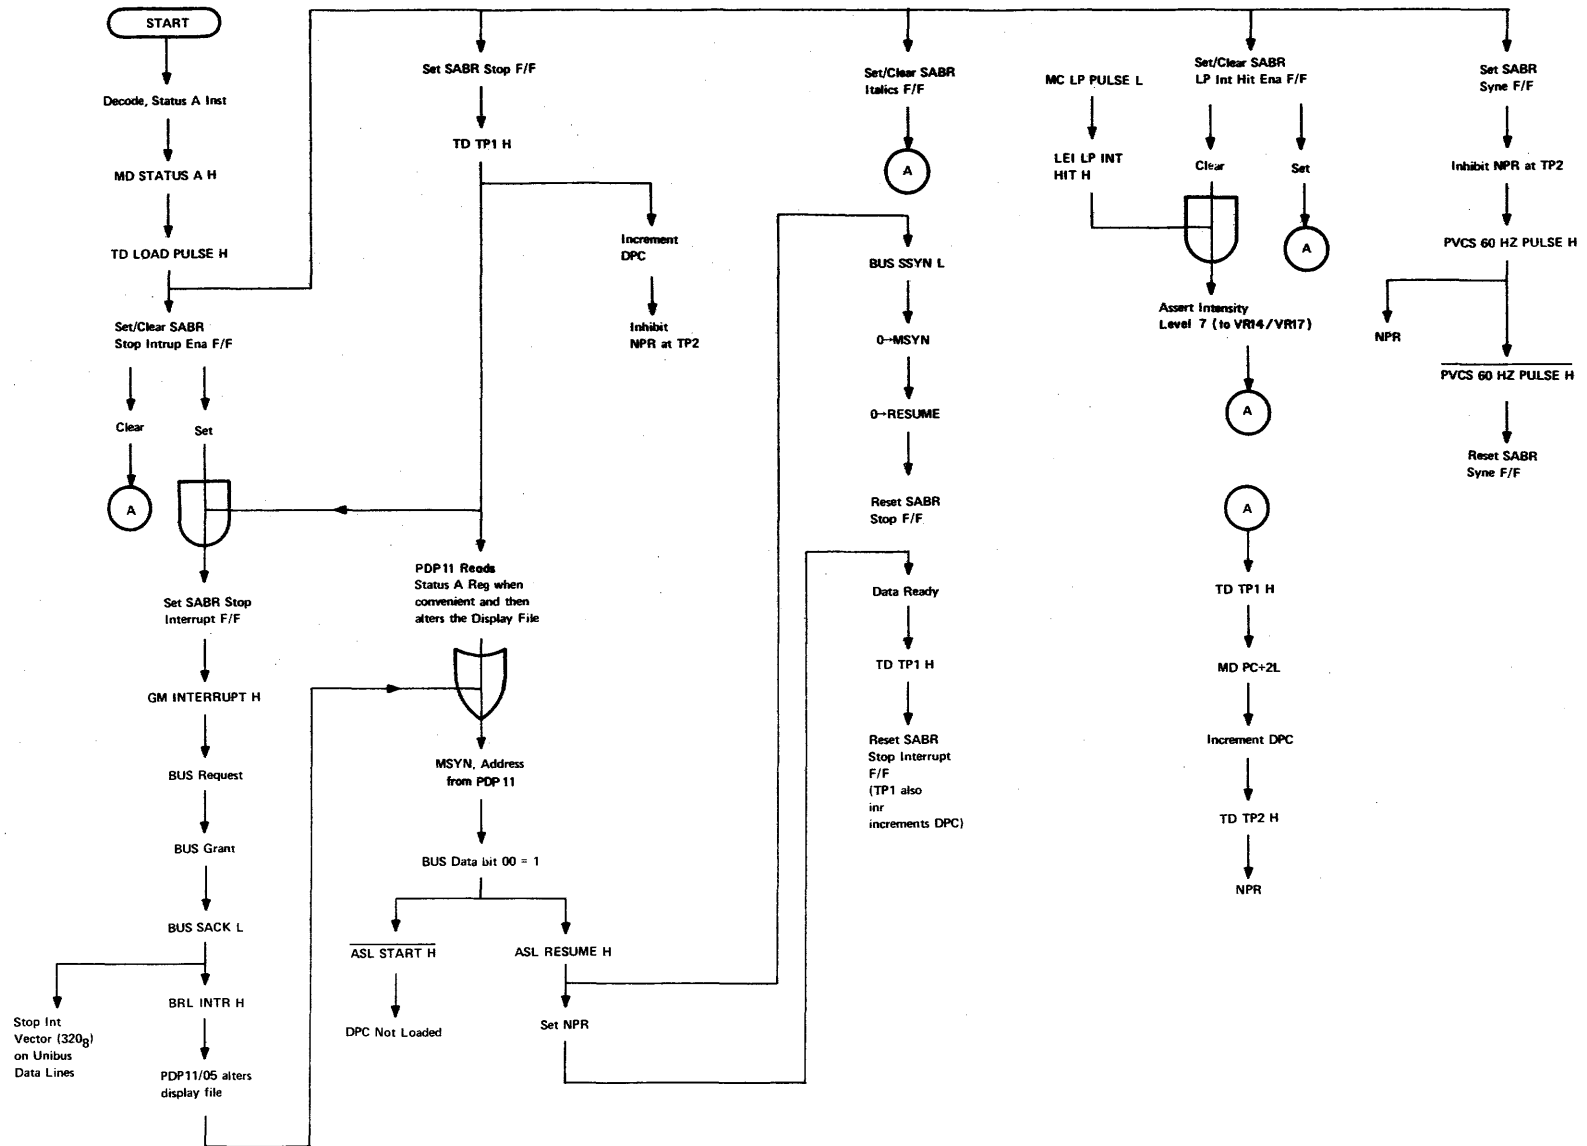 START
Decode, Status A Inst
MD STATUS A H
TD LOAD PULSE H
Set/Clear SABR
Stop Intrup Ena F/F
Clear
Set
A
Set SABR Stop
Interrupt F/F
GM INTERRUPT H
BUS Request
BUS Grant
BUS SACK L
Stop Int
Vector (320₈)
on Unibus
Data Lines
BRL INTR H
PDP11/05 alters
display file
Set SABR Stop F/F
TD TP1 H
Increment
DPC
Inhibit
NPR at TP2
PDP11 Reads
Status A Reg when
convenient and then
alters the Display File
MSYN, Address
from PDP 11
BUS Data bit 00 = 1
ASL START H
DPC Not Loaded
ASL RESUME H
Set NPR
Set/Clear SABR
Italics F/F
A
BUS SSYN L
0→MSYN
0→RESUME
Reset SABR
Stop F/F
Data Ready
TD TP1 H
Reset SABR
Stop Interrupt
F/F
(TP1 also
inr
increments DPC)
MC LP PULSE L
LEI LP INT
HIT H
Set/Clear SABR
LP Int Hit Ena F/F
Clear
Set
A
Assert Intensity
Level 7 (to VR14/VR17)
A
A
TD TP1 H
MD PC+2L
Increment DPC
TD TP2 H
NPR
Set SABR
Syne F/F
Inhibit NPR at TP2
PVCS 60 HZ PULSE H
NPR
PVCS 60 HZ PULSE H
Reset SABR
Syne F/F